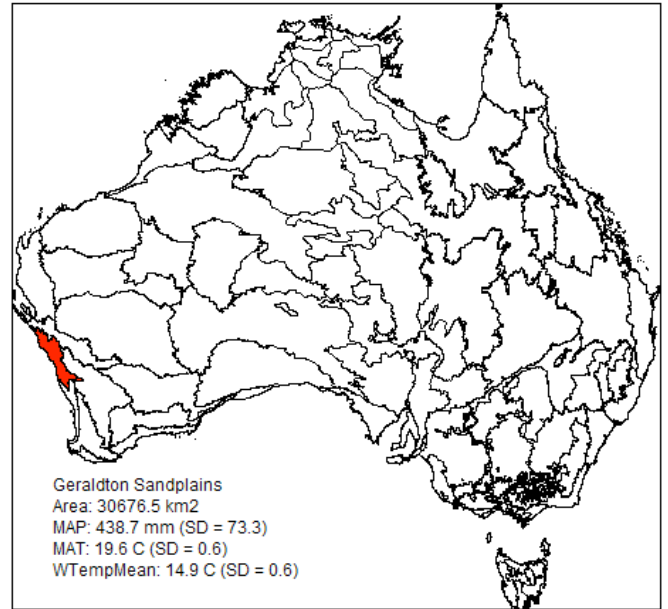 Geraldton Sandplains
Area: 30676.5 km2
MAP: 438.7 mm (SD = 73.3)
MAT: 19.6 C (SD = 0.6)
WTempMean: 14.9 C (SD = 0.6)